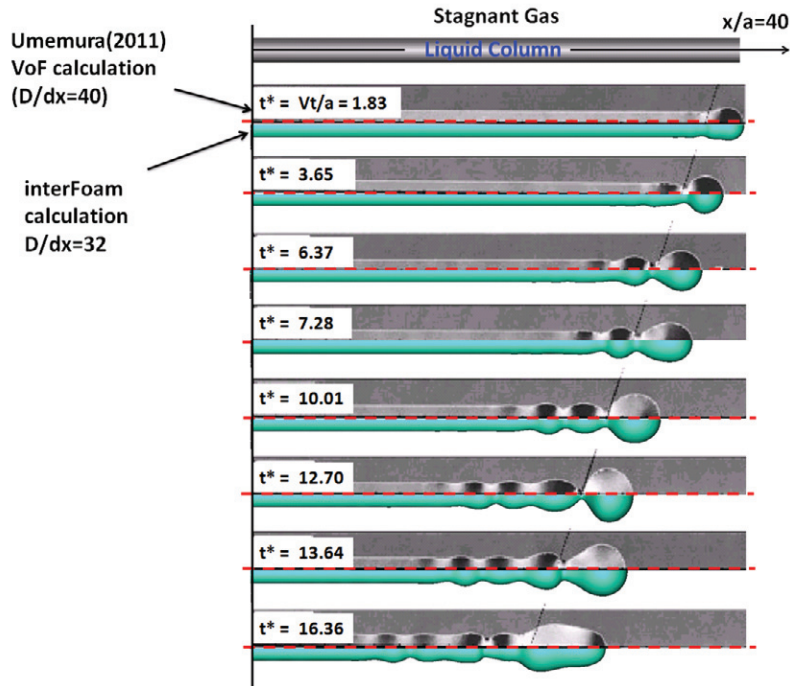 Stagnant Gas
x/a=40
Liquid Column
Umemura(2011)
VoF calculation
(D/dx=40)
t* = Vt/a = 1.83
interFoam
calculation
D/dx=32
t* = 3.65
t* = 6.37
t* = 7.28
t* = 10.01
t* = 12.70
t* = 13.64
t* = 16.36